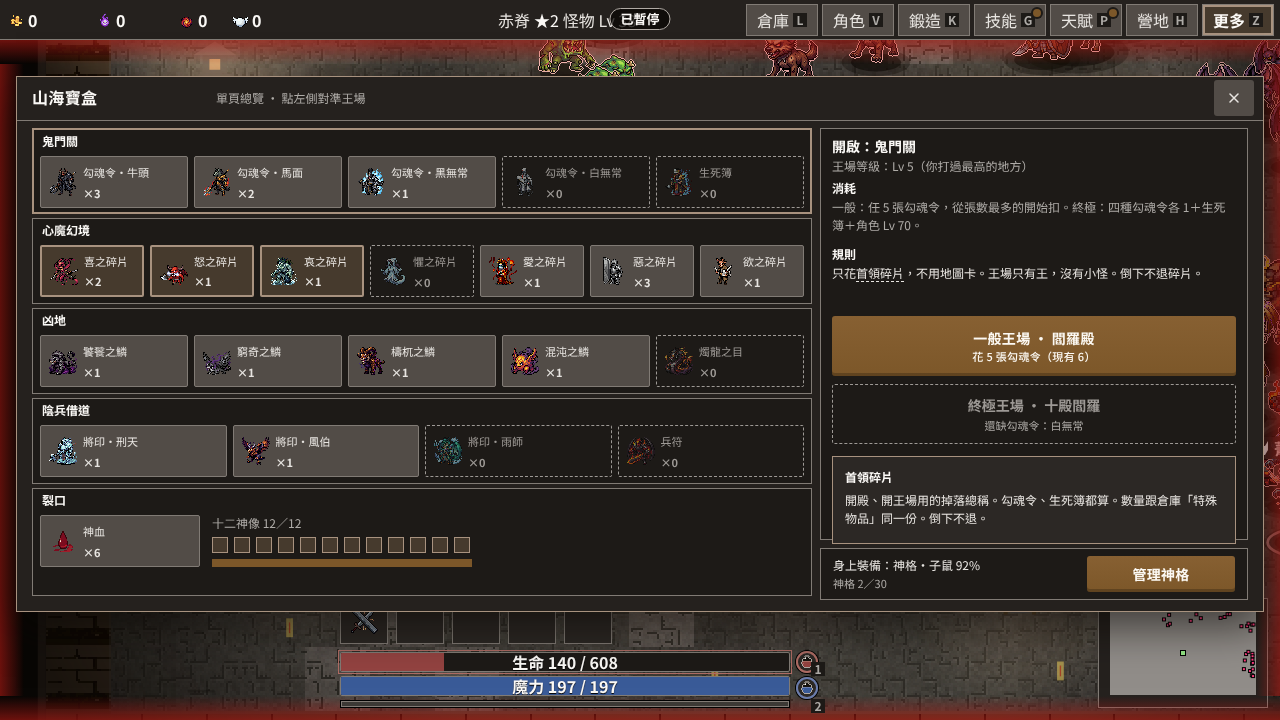 0 0 0 0
赤脊 ★2 怪物 Lv
已暫停
倉庫 L
角色 V
鍛造 K
技能 G
天賦 P
營地 H
更多 Z
山海寶盒
單頁總覽 · 點左側對準王場
×
鬼門關
勾魂令·牛頭
×3
勾魂令·馬面
×2
勾魂令·黑無常
×1
勾魂令·白無常
×0
生死薄
×0
心魔幻境
喜之碎片
×2
怒之碎片
×1
哀之碎片
×1
懼之碎片
×0
愛之碎片
×1
惡之碎片
×3
欲之碎片
×1
凶地
饕餮之鱗
×1
窮奇之鱗
×1
檮杌之鱗
×1
混沌之鱗
×1
燭龍之目
×0
陰兵借道
將印·刑天
×1
將印·風伯
×1
將印·雨師
×0
兵符
×0
裂口
神血
×6
十二神像 12／12
開啟：鬼門關
王場等級：Lv 5（你打過最高的地方）
消耗
一般：任 5 張勾魂令，從張數最多的開始扣。終極：四種勾魂令各 1＋生死
薄＋角色 Lv 70。
規則
只花首領碎片，不用地圖卡。王場只有王，沒有小怪。倒下不退碎片。
一般王場 · 閻羅殿
花 5 張勾魂令（現有 6）
終極王場 · 十殿閻羅
還缺勾魂令：白無常
首領碎片
開殿、開王場用的掉落總稱。勾魂令、生死薄都算。數量跟倉庫「特殊
物品」同一份。倒下不退。
身上裝備：神格·子鼠 92%
神格 2／30
管理神格
生命 140 / 608
1
魔力 197 / 197
2